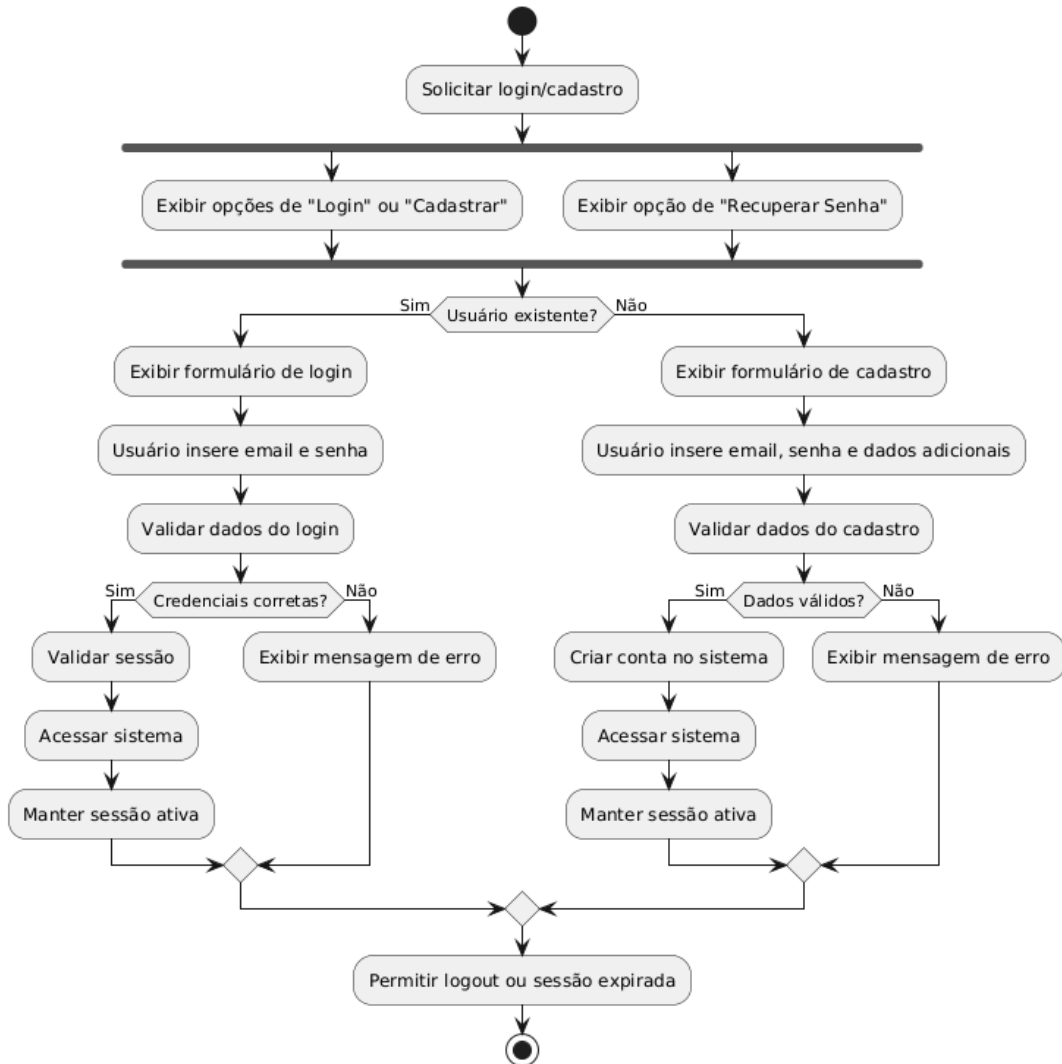 Solicitar login/cadastro
Exibir opções de "Login" ou "Cadastrar"
Exibir opção de "Recuperar Senha"
Sim
Usuário existente?
Não
Exibir formulário de login
Exibir formulário de cadastro
Usuário insere email e senha
Usuário insere email, senha e dados adicionais
Validar dados do login
Validar dados do cadastro
Sim
Credenciais corretas?
Não
Sim
Dados válidos?
Não
Validar sessão
Exibir mensagem de erro
Criar conta no sistema
Exibir mensagem de erro
Acessar sistema
Acessar sistema
Manter sessão ativa
Manter sessão ativa
Permitir logout ou sessão expirada